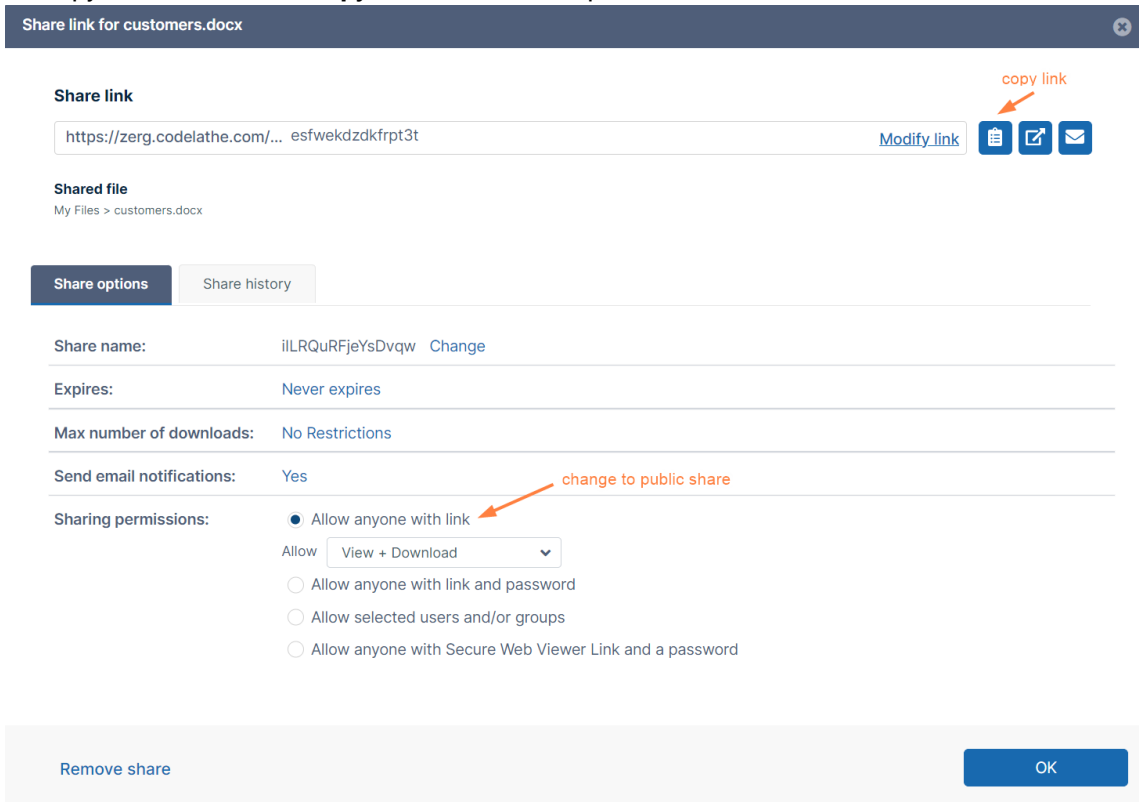 Share link for customers.docx
copy link
Share link
https://zerg.codelathe.com/... esfwekdzdkfrpt3t Modify link
Shared file
My Files > customers.docx
Share options Share history
Share name: iILRQuRFjeYsDvqw Change
Expires: Never expires
Max number of downloads: No Restrictions
Send email notifications: Yes
change to public share
Sharing permissions: Allow anyone with link
Allow View + Download
Allow anyone with link and password
Allow selected users and/or groups
Allow anyone with Secure Web Viewer Link and a password
Remove share OK